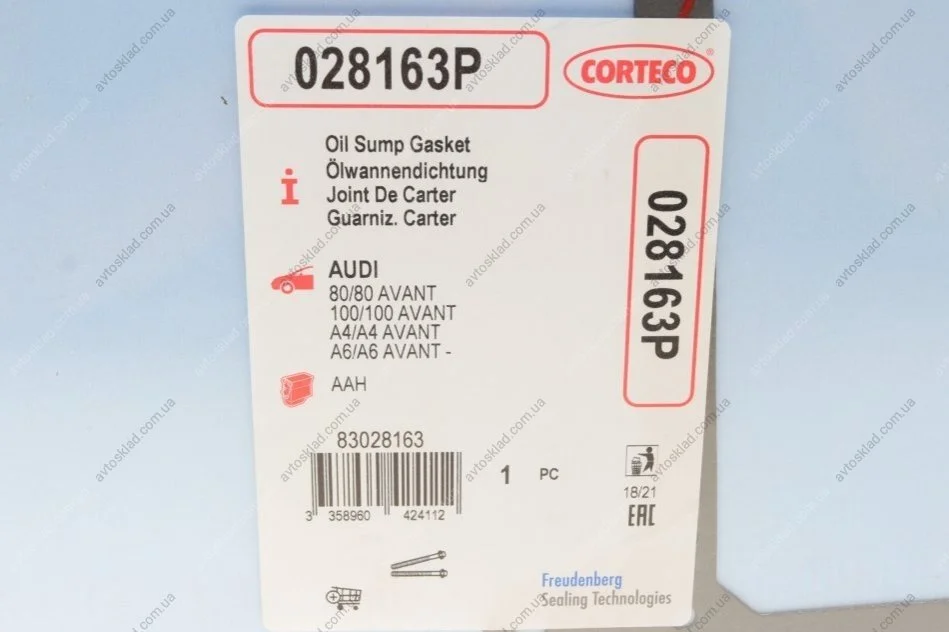 028163P
CORTECO®
Oil Sump Gasket
Ölwannendichtung
Joint De Carter
Guarniz. Carter
028163P
AUDI
80/80 AVANT
100/100 AVANT
A4/A4 AVANT
A6/A6 AVANT -
AAH
83028163
1 PC
3 358960 424112
18/21
EAC
Freudenberg
Sealing Technologies
avtosklad.com.ua